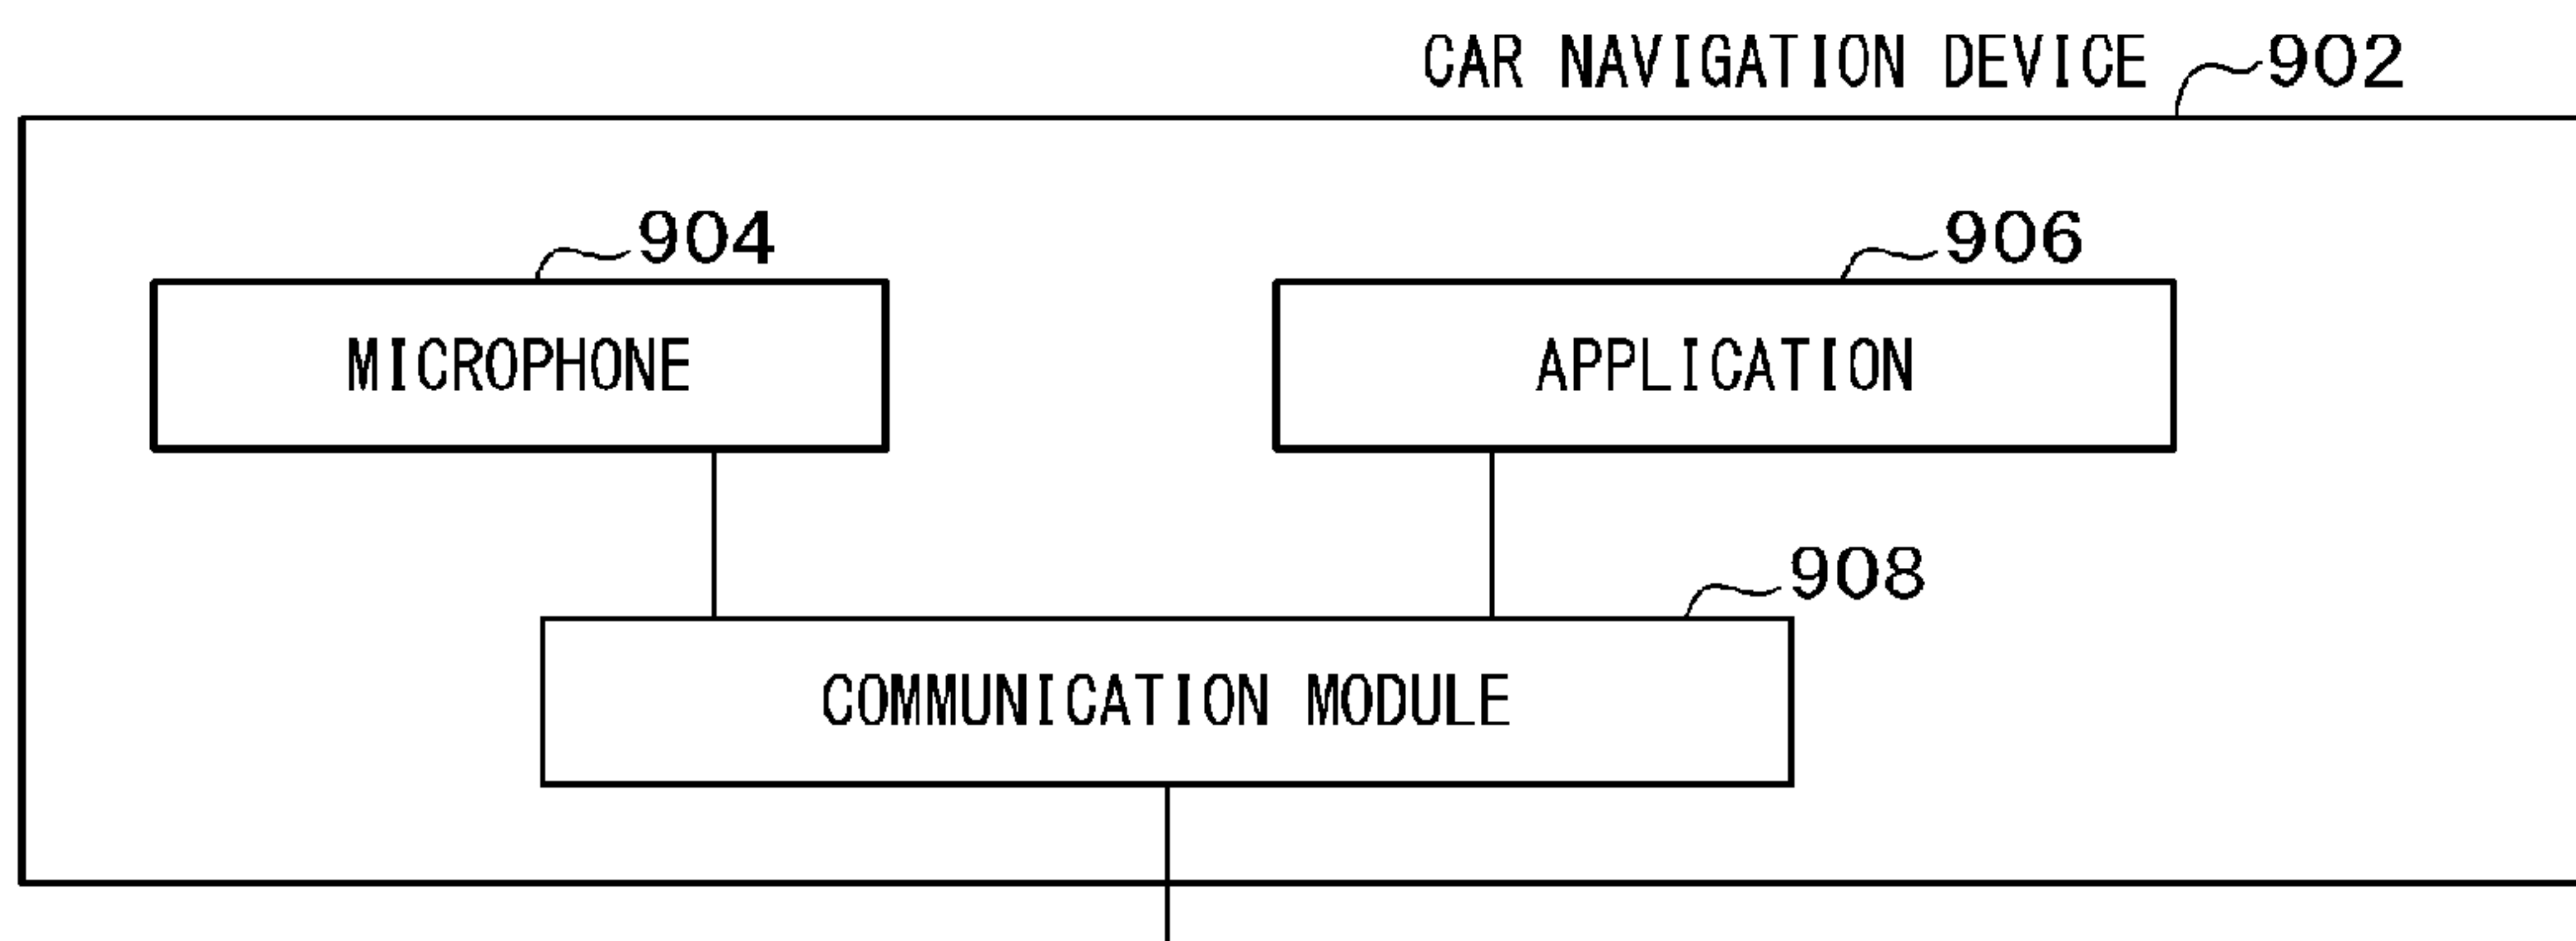 CAR NAVIGATION DEVICE 902
904
906
MICROPHONE
APPLICATION
908
COMMUNICATION MODULE